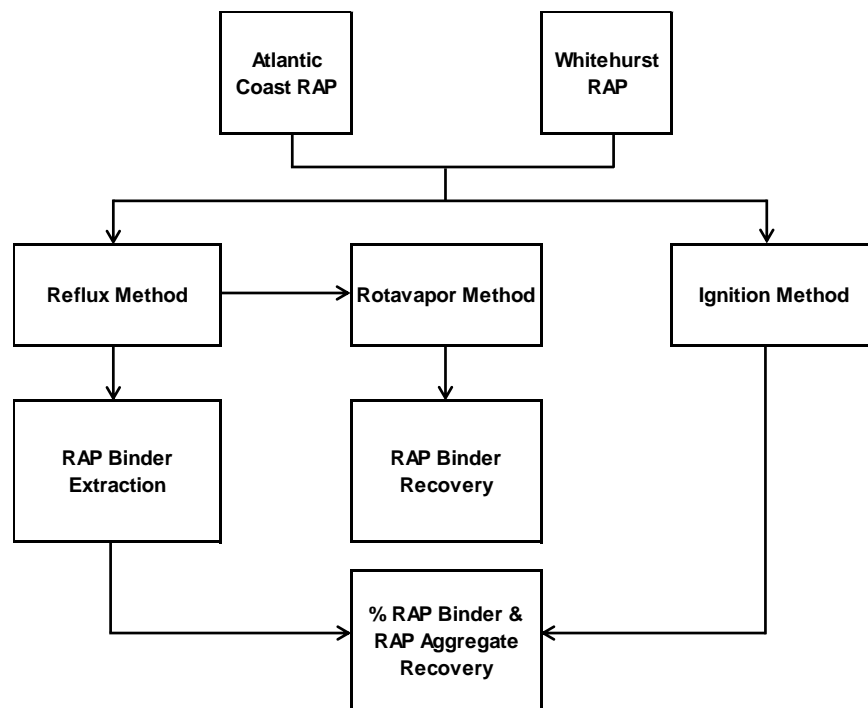 Atlantic
Coast RAP
Whitehurst
RAP
Reflux Method
Rotavapor Method
Ignition Method
RAP Binder
Extraction
RAP Binder
Recovery
% RAP Binder &
RAP Aggregate
Recovery